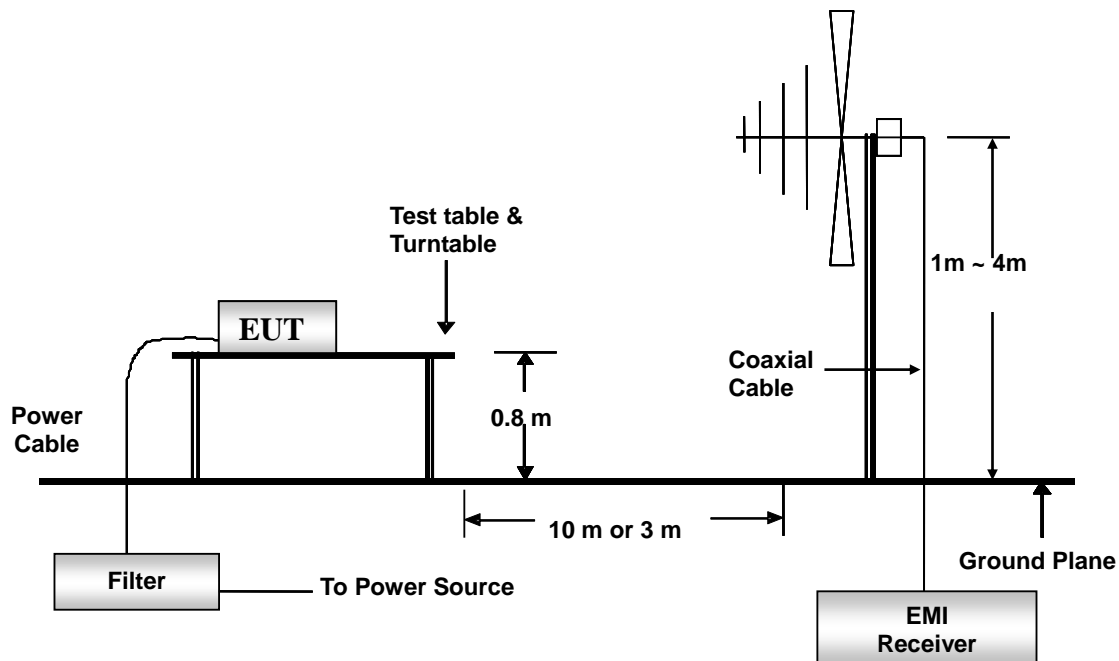 Test table &
Turntable
EUT
1m ~ 4m
Coaxial
Cable
0.8 m
Power
Cable
10 m or 3 m
Ground Plane
Filter
To Power Source
EMI
Receiver